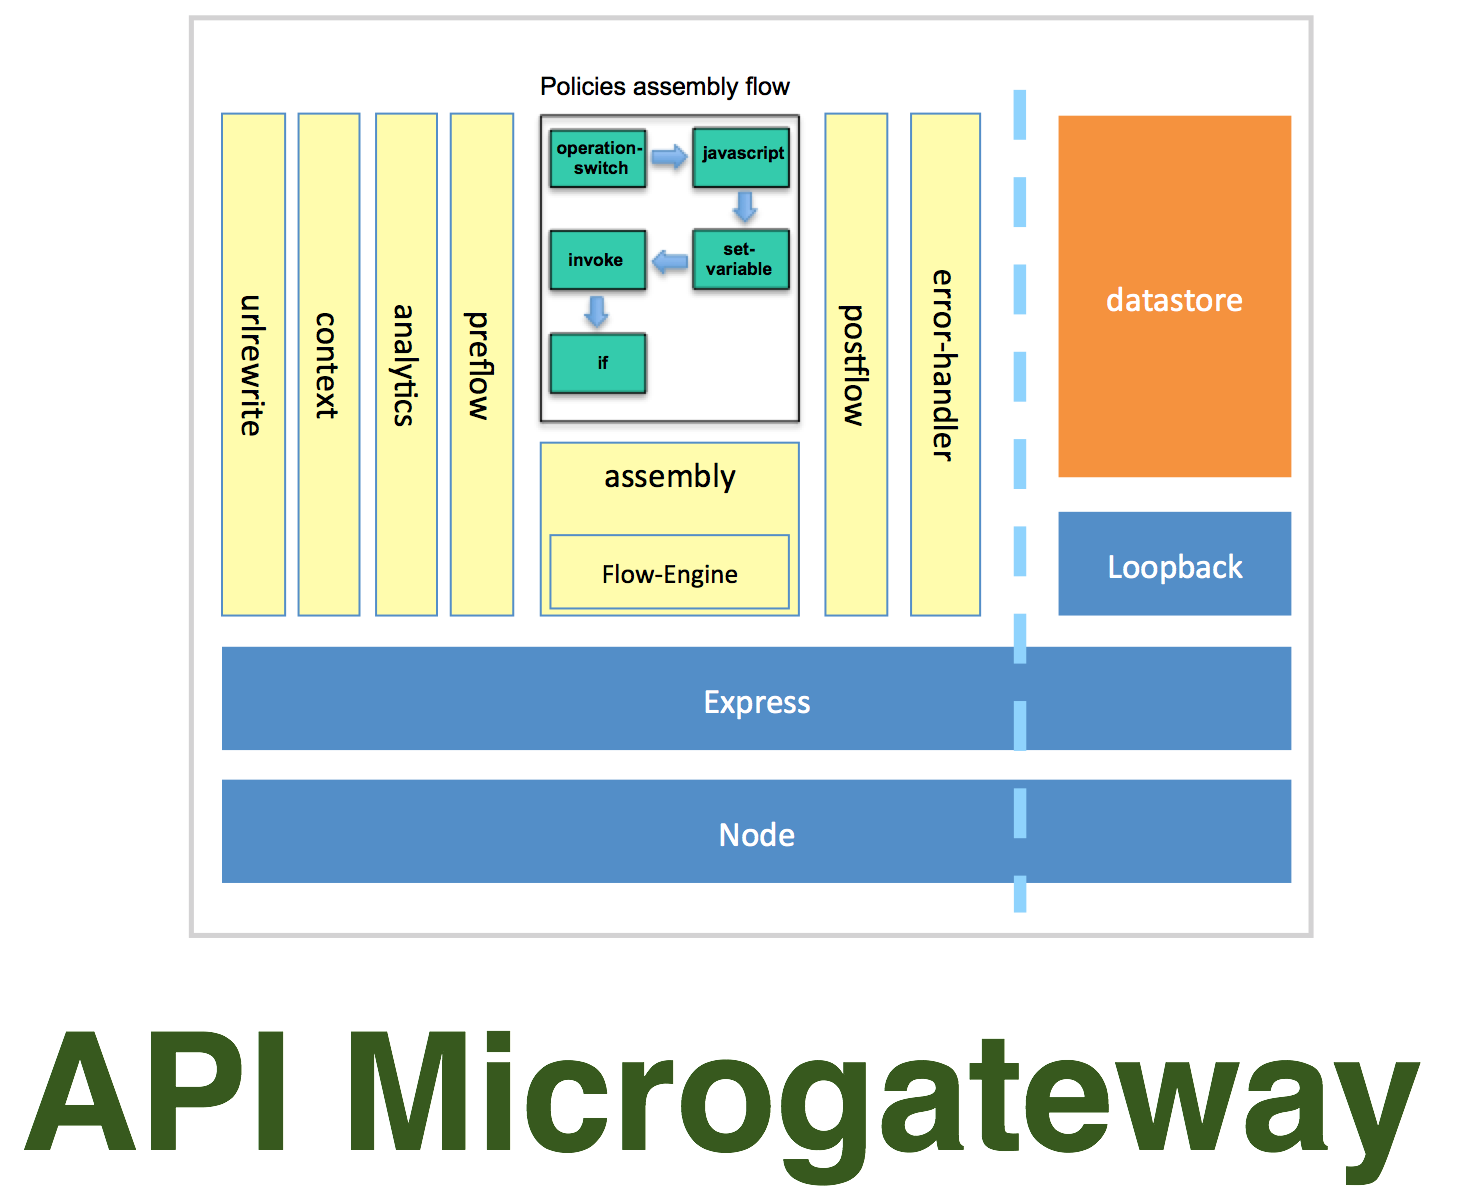 Policies assembly flow
operation-
switch
javascript
set-
variable
invoke
if
urlrewrite
context
analytics
preflow
assembly
Flow-Engine
postflow
error-handler
datastore
Loopback
Express
Node
API Microgateway